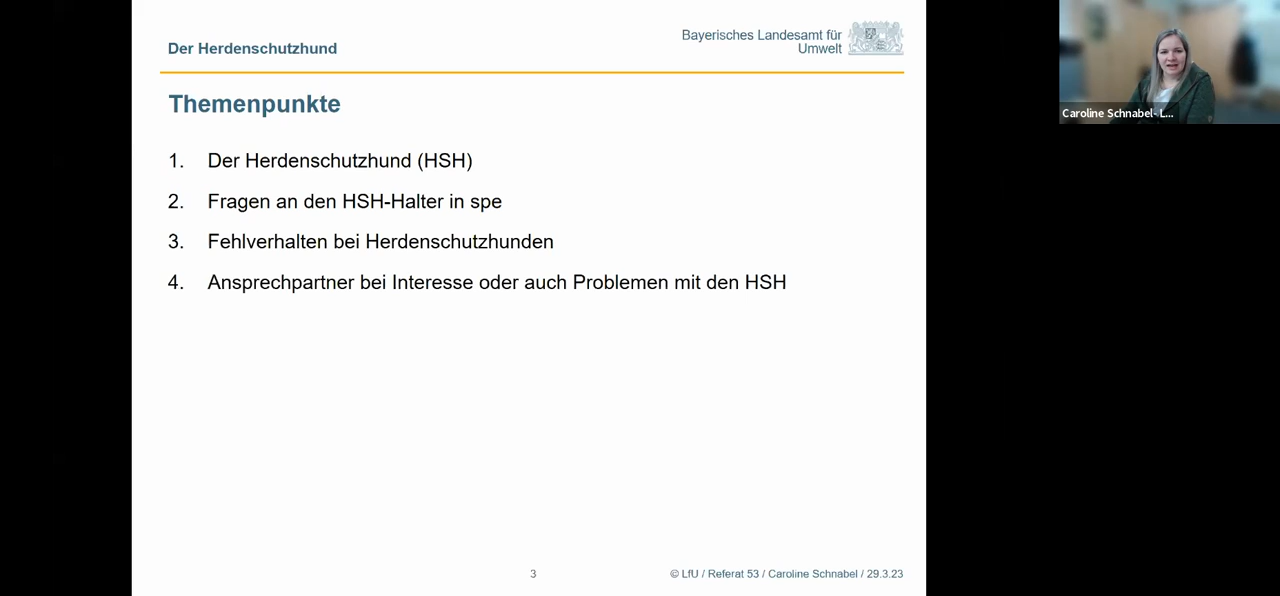 Der Herdenschutzhund
Bayerisches Landesamt für
Umwelt
Themenpunkte
1. Der Herdenschutzhund (HSH)
2. Fragen an den HSH-Halter in spe
3. Fehlverhalten bei Herdenschutzhunden
4. Ansprechpartner bei Interesse oder auch Problemen mit den HSH
3
© LfU / Referat 53 / Caroline Schnabel / 29.3.23
Caroline Schnabel- L...